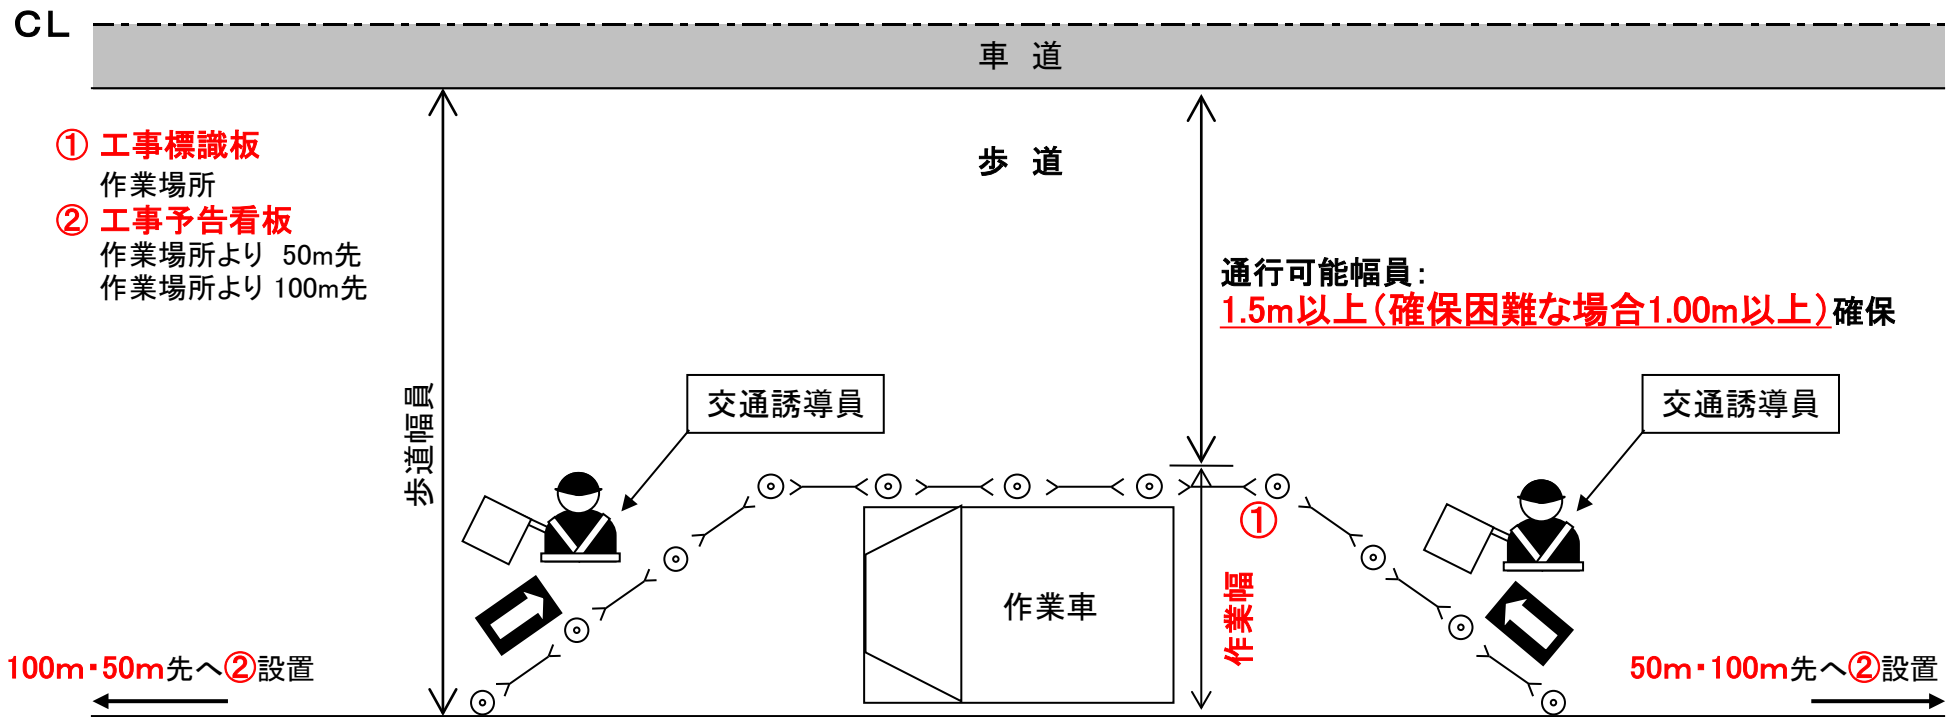 CL
車 道
① 工事標識板
作業場所
② 工事予告看板
作業場所より 50m先
作業場所より 100m先
歩 道
通行可能幅員：
1.5m以上（確保困難な場合1.00m以上）確保
歩道幅員
交通誘導員
交通誘導員
①
作業車
作業幅
100m・50m先へ②設置
50m・100m先へ②設置